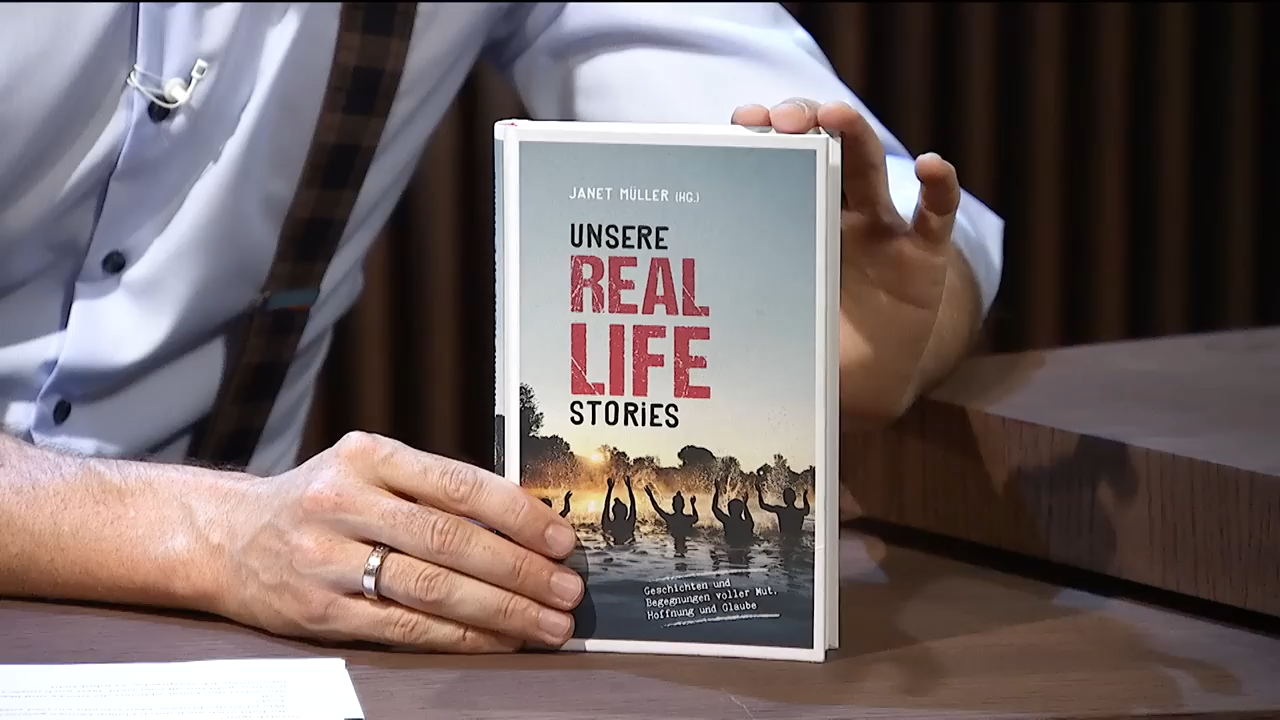 JANET MÜLLER (HG.)
UNSERE
REAL
LIFE
STORiES
Geschichten und
Begegnungen voller Mut,
Hoffnung und Glaube